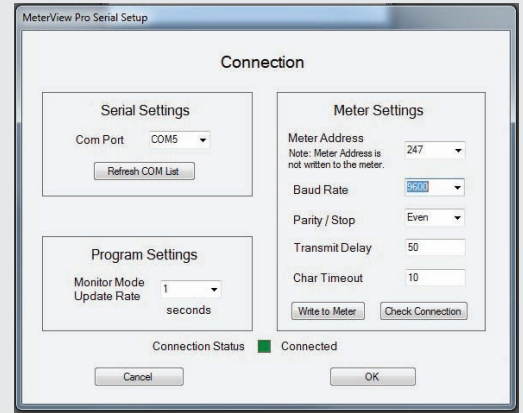 MeterView Pro Serial Setup
Connection
Serial Settings
Com Port COM5
Refresh COM List
Program Settings
Monitor Mode
Update Rate 1
seconds
Meter Settings
Meter Address
Note: Meter Address is
not written to the meter.
247
Baud Rate 9600
Parity / Stop Even
Transmit Delay 50
Char Timeout 10
Write to Meter Check Connection
Connection Status Connected
Cancel OK